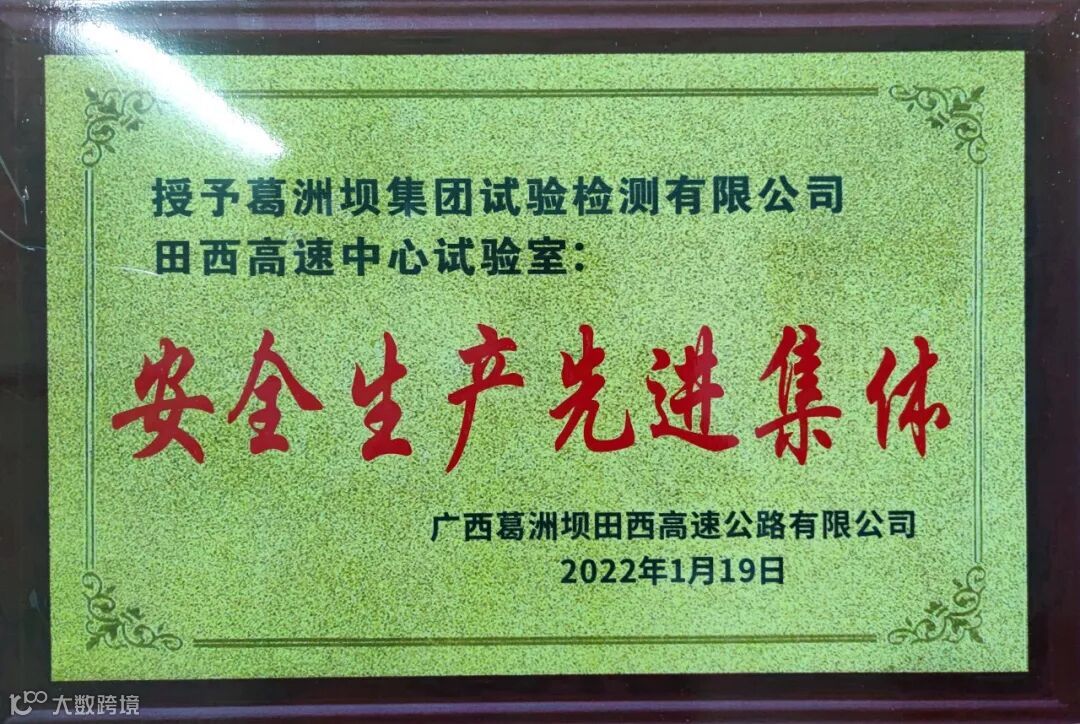 授予葛洲坝集团试验检测有限公司
田西高速中心试验室：
安全生产先进集体
广西葛洲坝田西高速公路有限公司
2022年1月19日
大数跨境